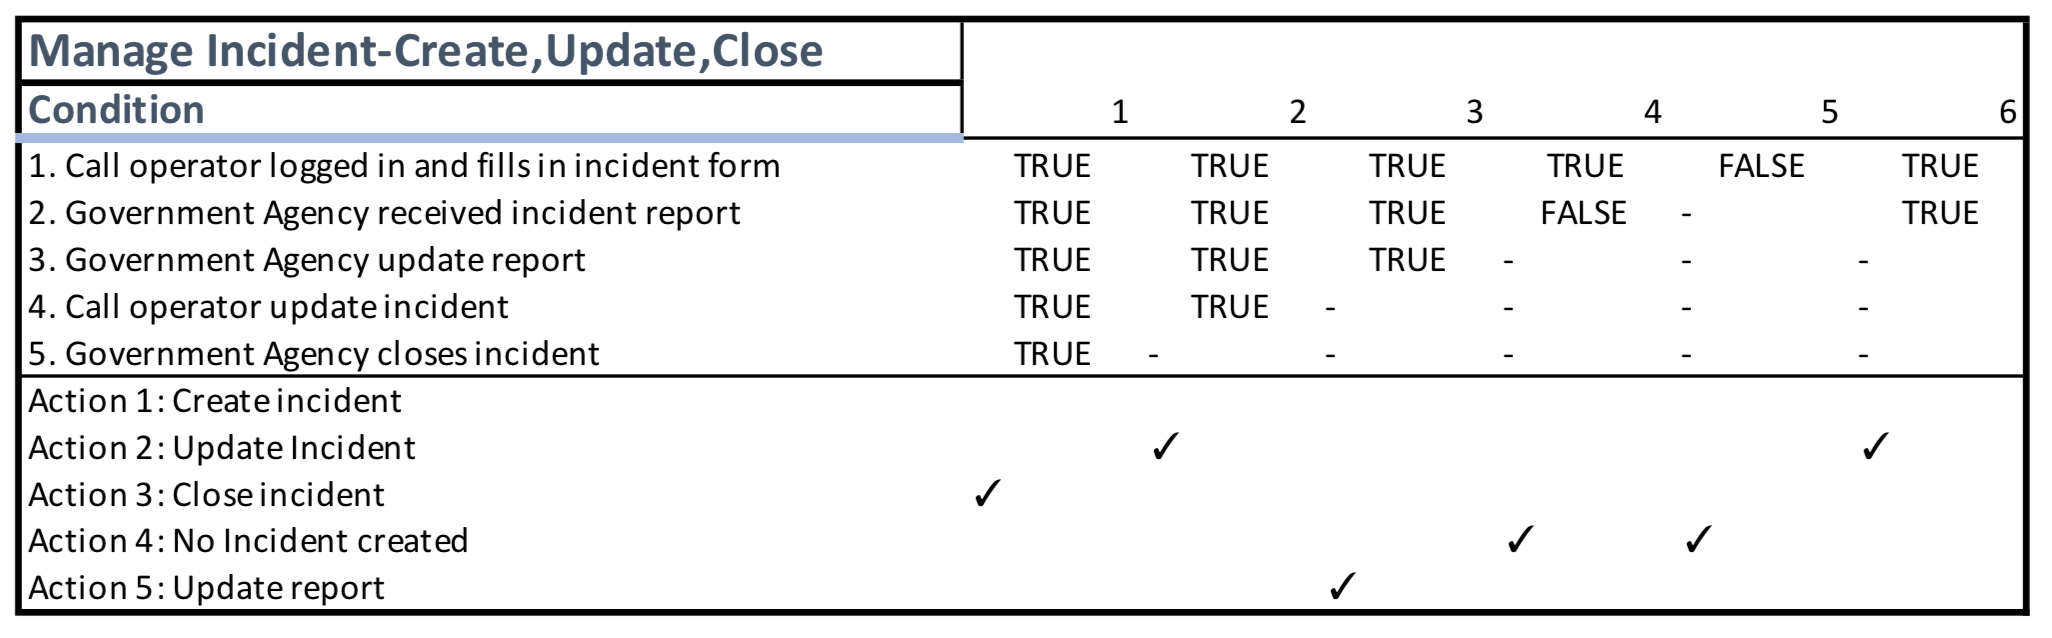 Manage Incident-Create,Update,Close
Condition 1 2 3 4 5 6
1. Call operator logged in and fills in incident form TRUE TRUE TRUE TRUE FALSE TRUE
2. Government Agency received incident report TRUE TRUE TRUE FALSE - TRUE
3. Government Agency update report TRUE TRUE TRUE - - -
4. Call operator update incident TRUE TRUE - - - -
5. Government Agency closes incident TRUE - - - - -
Action 1: Create incident
Action 2: Update Incident ✓ ✓
Action 3: Close incident ✓
Action 4: No Incident created ✓ ✓
Action 5: Update report ✓